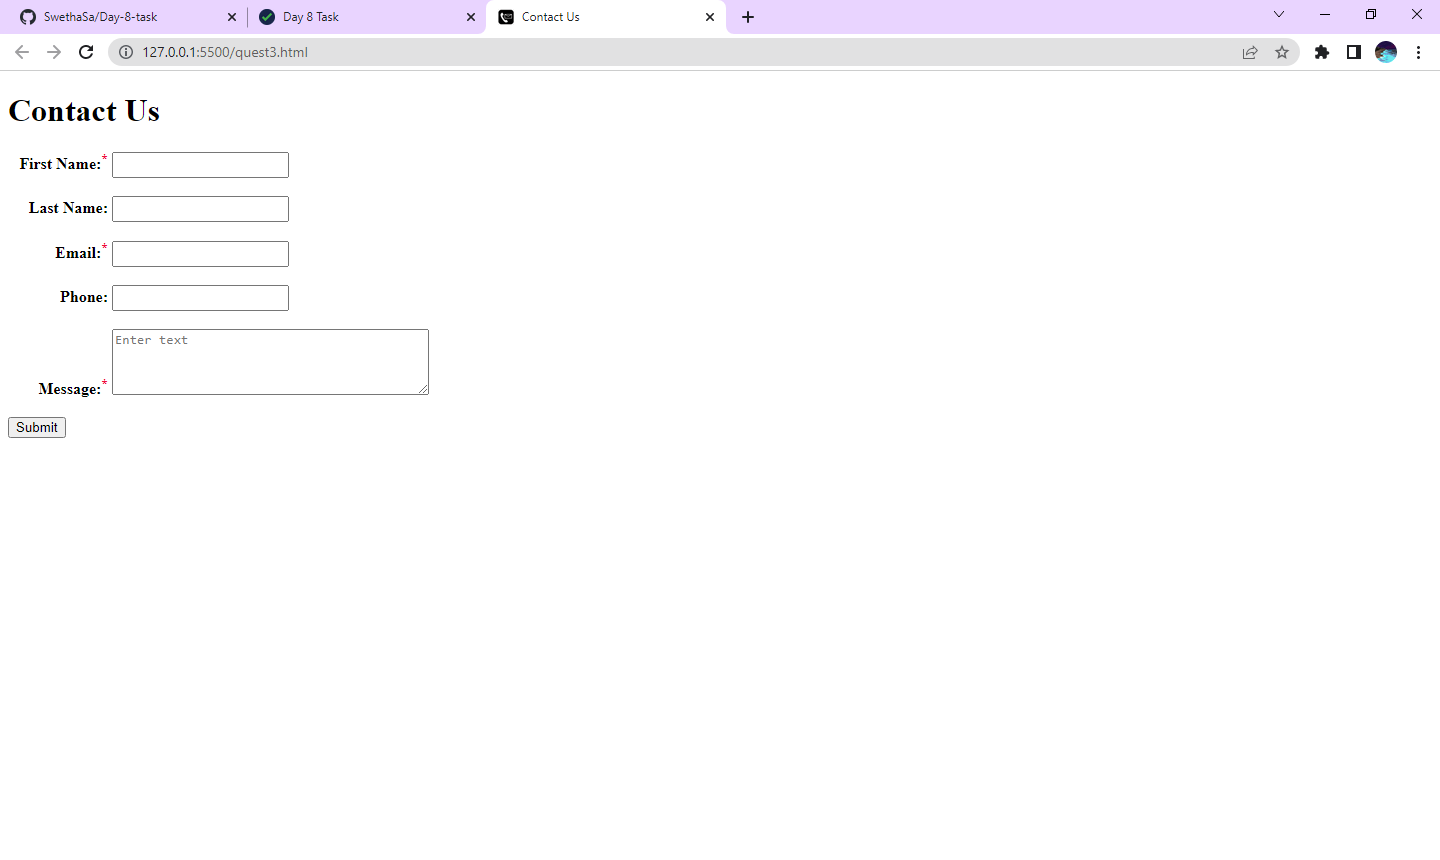 SwethaSa/Day-8-task
Day 8 Task
Contact Us
127.0.0.1:5500/quest3.html
Contact Us
First Name:*
Last Name:
Email:*
Phone:
Enter text
Message:*
Submit